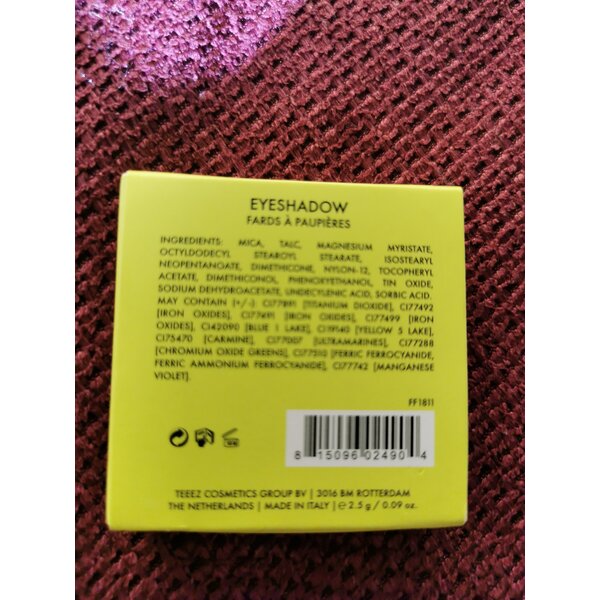 EYESHADOW
FARDS À PAUPIÈRES
INGREDIENTS: MICA, TALC, MAGNESIUM MYRISTATE,
OCTYLDODECYL STEAROYL STEARATE, ISOSTEARYL
NEOPENTANOATE, DIMETHICONE, NYLON-12, TOCOPHERYL
ACETATE, DIMETHICONOL, PHENOXYETHANOL, TIN OXIDE,
SODIUM DEHYDROACETATE, UNDECYLENIC ACID, SORBIC ACID.
MAY CONTAIN (+/-): CI77891 [TITANIUM DIOXIDE], CI77492
[IRON OXIDES], CI77491 [IRON OXIDES], CI77499 [IRON
OXIDES], CI42090 [BLUE 1 LAKE], CI19140 [YELLOW 5 LAKE],
CI75470 [CARMINE], CI77007 [ULTRAMARINES], CI77288
[CHROMIUM OXIDE GREENS], CI77510 [FERRIC FERROCYANIDE,
FERRIC AMMONIUM FERROCYANIDE], CI77742 [MANGANESE
VIOLET].
FF1811
8 15096 02490 4
TEEEZ COSMETICS GROUP BV | 3016 BM ROTTERDAM
THE NETHERLANDS | MADE IN ITALY | e 2.5 g / 0.09 oz.